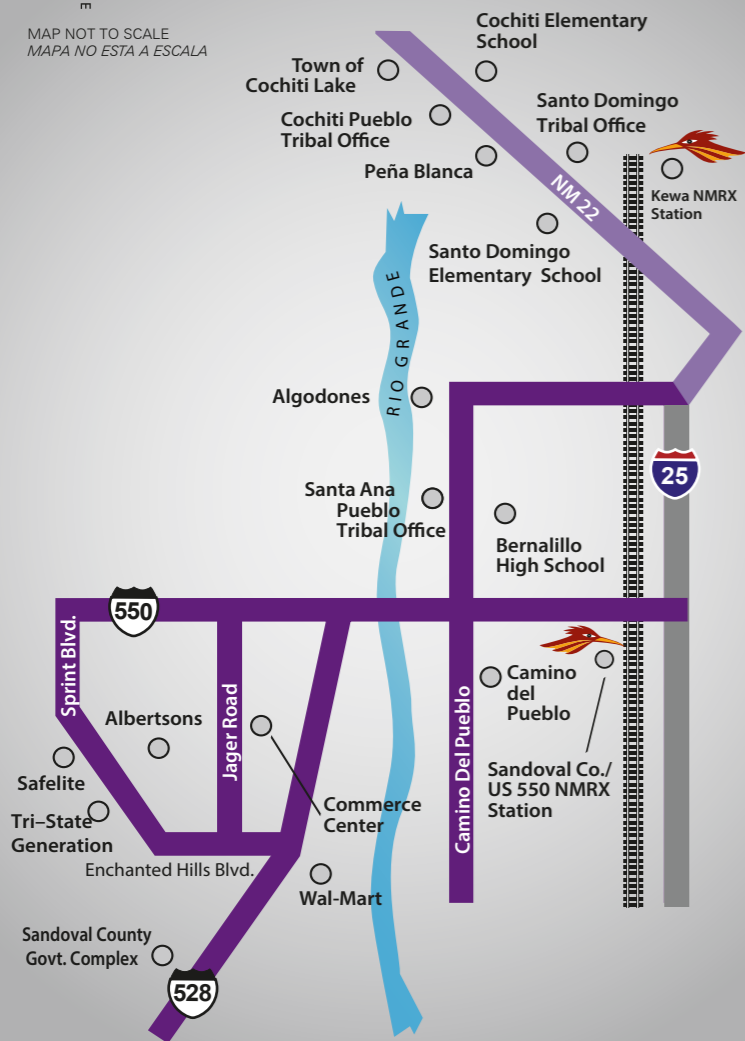 E
MAP NOT TO SCALE
MAPA NO ESTA A ESCALA
Cochiti Elementary
School
Town of
Cochiti Lake
Santo Domingo
Tribal Office
Cochiti Pueblo
Tribal Office
Peña Blanca
NM 22
Kewa NMRX
Station
Santo Domingo
Elementary School
RIO GRANDE
Algodones
25
Santa Ana
Pueblo
Tribal Office
Bernalillo
High School
550
Sprint Blvd.
Jager Road
Albertsons
Safelite
Tri–State
Generation
Enchanted Hills Blvd.
Commerce
Center
Wal-Mart
Camino Del Pueblo
Camino
del
Pueblo
Sandoval Co./
US 550 NMRX
Station
Sandoval County
Govt. Complex
528